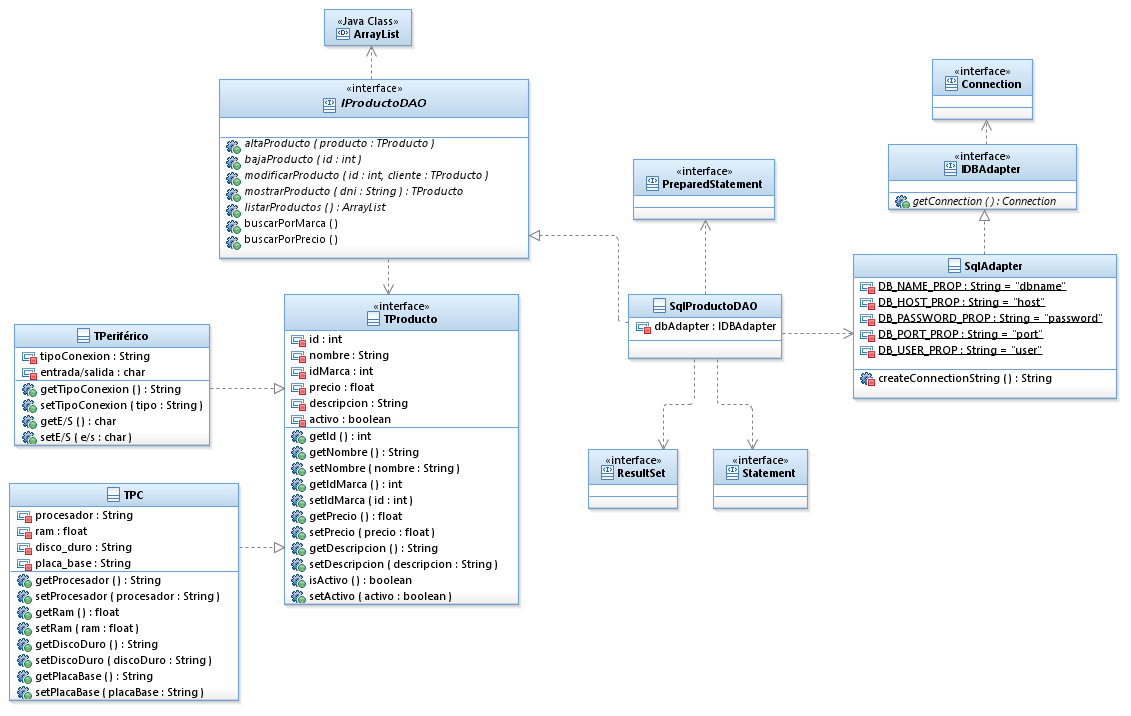 «Java Class»
ArrayList
«interface»
IProductoDAO
altaProducto ( producto : TProducto )
bajaProducto ( id : int )
modificarProducto ( id : int, cliente : TProducto )
mostrarProducto ( dni : String ) : TProducto
listarProductos ( ) : ArrayList
buscarPorMarca ( )
buscarPorPrecio ( )
«interface»
Connection
«interface»
IDBAdapter
getConnection ( ) : Connection
«interface»
PreparedStatement
SqlAdapter
DB_NAME_PROP : String = "dbname"
DB_HOST_PROP : String = "host"
DB_PASSWORD_PROP : String = "password"
DB_PORT_PROP : String = "port"
DB_USER_PROP : String = "user"
createConnectionString ( ) : String
SqlProductoDAO
dbAdapter : IDBAdapter
«interface»
TProducto
id : int
nombre : String
idMarca : int
precio : float
descripcion : String
activo : boolean
getId ( ) : int
getNombre ( ) : String
setNombre ( nombre : String )
getIdMarca ( ) : int
setIdMarca ( id : int )
getPrecio ( ) : float
setPrecio ( precio : float )
getDescripcion ( ) : String
setDescripcion ( descripcion : String )
isActivo ( ) : boolean
setActivo ( activo : boolean )
TPeriférico
tipoConexion : String
entrada/salida : char
getTipoConexion ( ) : String
setTipoConexion ( tipo : String )
getE/S ( ) : char
setE/S ( e/s : char )
«interface»
ResultSet
«interface»
Statement
TPC
procesador : String
ram : float
disco_duro : String
placa_base : String
getProcesador ( ) : String
setProcesador ( procesador : String )
getRam ( ) : float
setRam ( ram : float )
getDiscoDuro ( ) : String
setDiscoDuro ( discoDuro : String )
getPlacaBase ( ) : String
setPlacaBase ( placaBase : String )